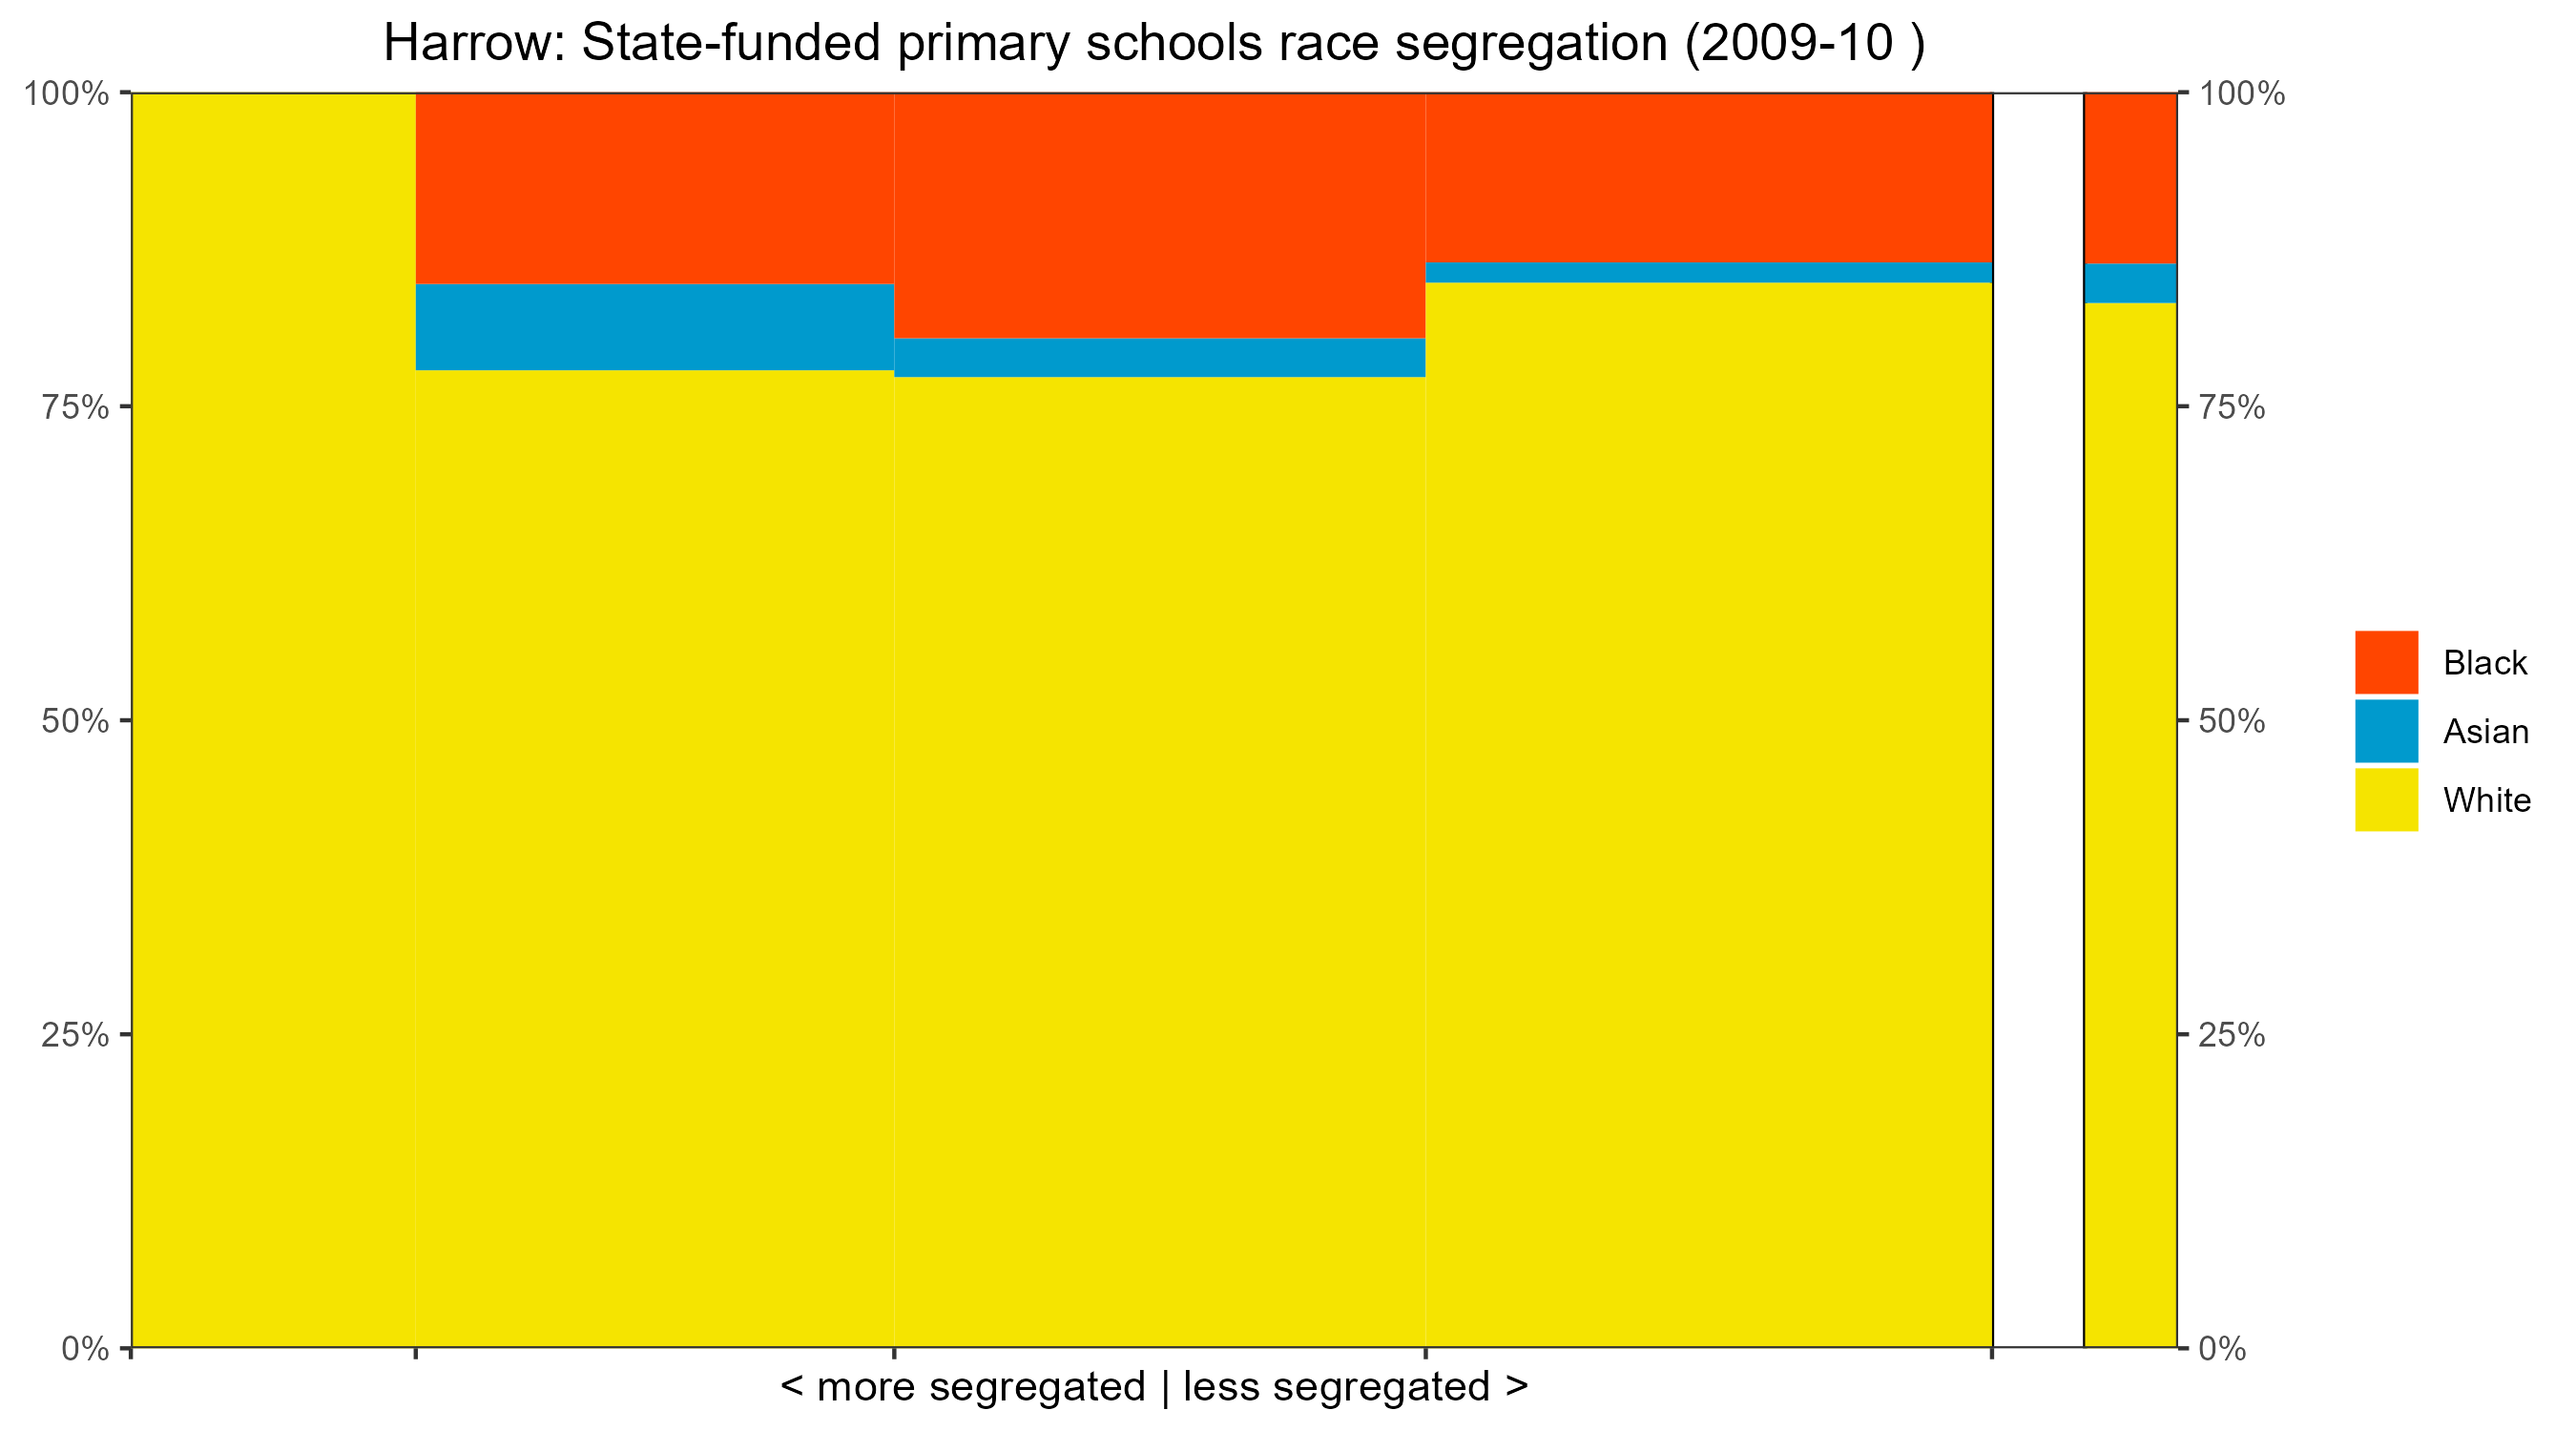 Harrow: State-funded primary schools race segregation (2009-10 )
100%
75%
50%
25%
0%
100%
75%
50%
25%
0%
Black
Asian
White
< more segregated | less segregated >